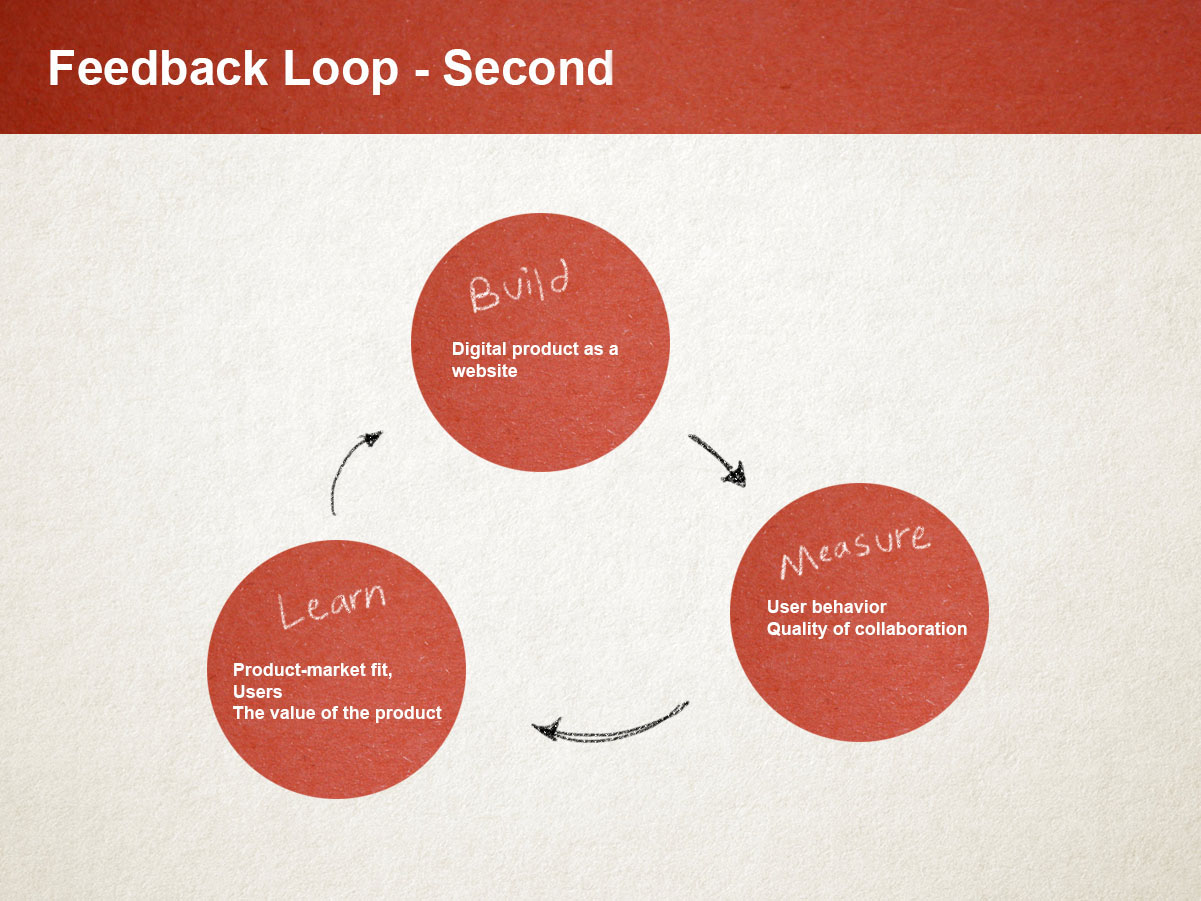 Feedback Loop - Second
Build
Digital product as a
website
Measure
User behavior
Quality of collaboration
Learn
Product-market fit,
Users
The value of the product